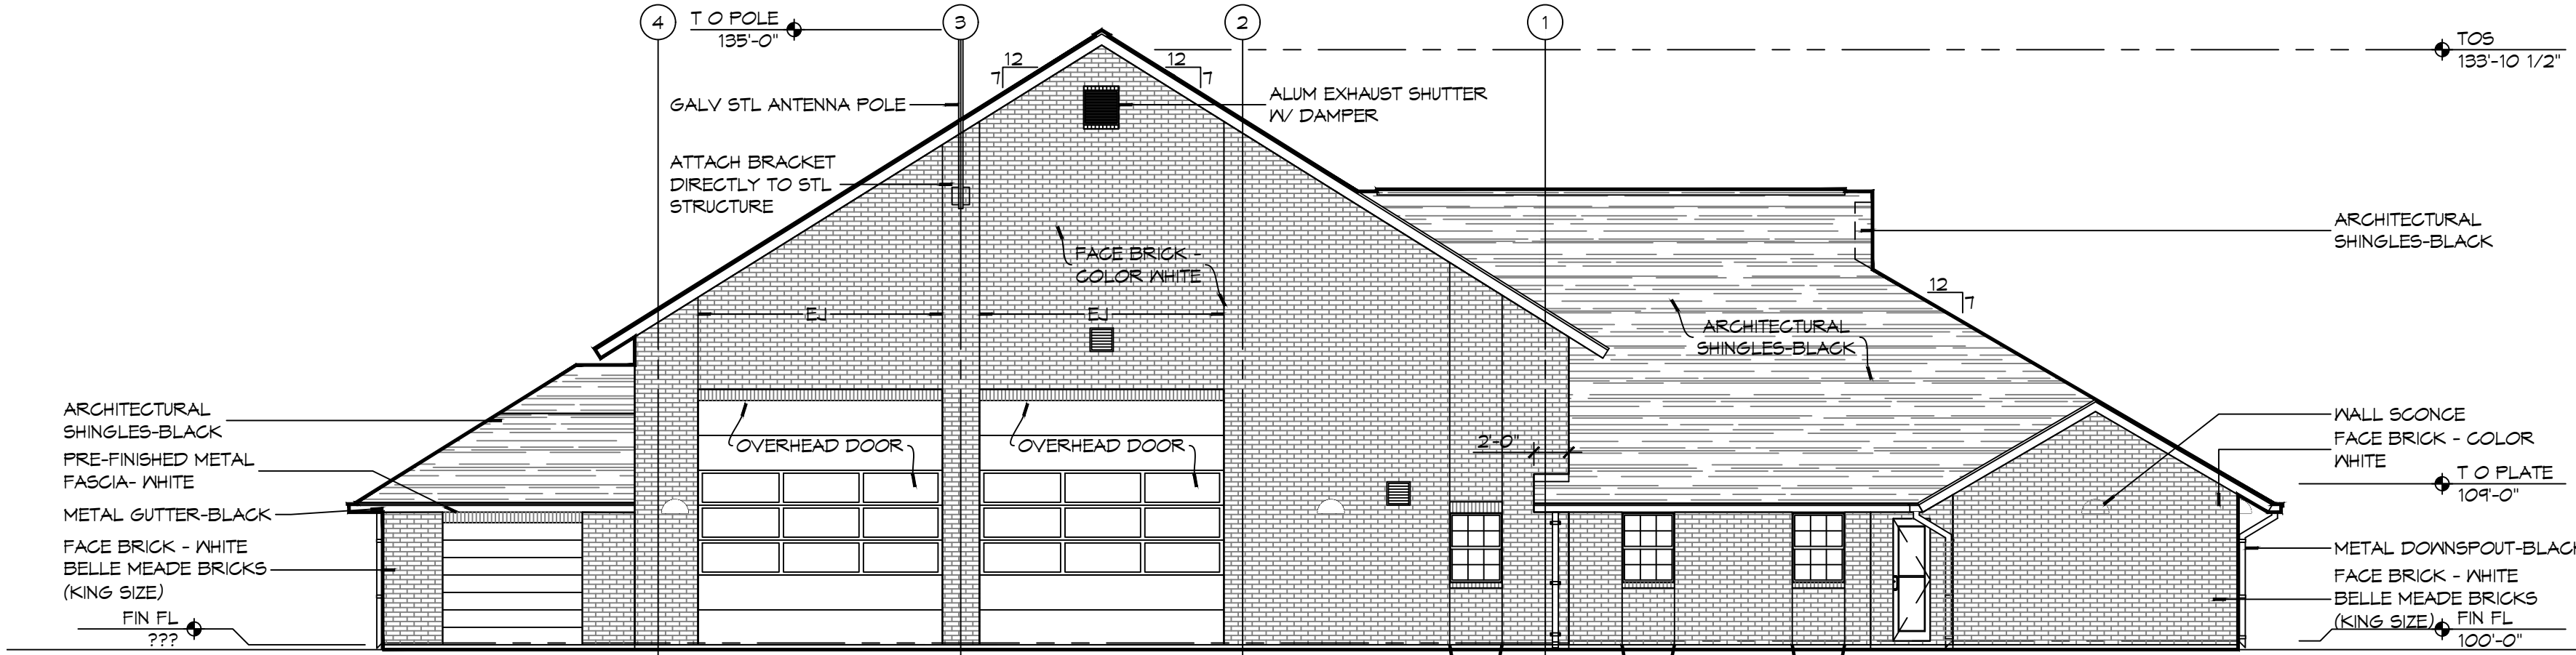 4
T O POLE
135'-0"
3
2
1
TOS
133'-10 1/2"
12
7
12
7
GALV STL ANTENNA POLE
ALUM EXHAUST SHUTTER
W/ DAMPER
ATTACH BRACKET
DIRECTLY TO STL
STRUCTURE
FACE BRICK -
COLOR WHITE
ARCHITECTURAL
SHINGLES-BLACK
12
7
EJ
EJ
ARCHITECTURAL
SHINGLES-BLACK
ARCHITECTURAL
SHINGLES-BLACK
PRE-FINISHED METAL
FASCIA- WHITE
METAL GUTTER-BLACK
FACE BRICK - WHITE
BELLE MEADE BRICKS
(KING SIZE)
FIN FL
???
OVERHEAD DOOR
OVERHEAD DOOR
2'-0"
WALL SCONCE
FACE BRICK - COLOR
WHITE
T O PLATE
109'-0"
METAL DOWNSPOUT-BLACK
FACE BRICK - WHITE
BELLE MEADE BRICKS
(KING SIZE)
FIN FL
100'-0"